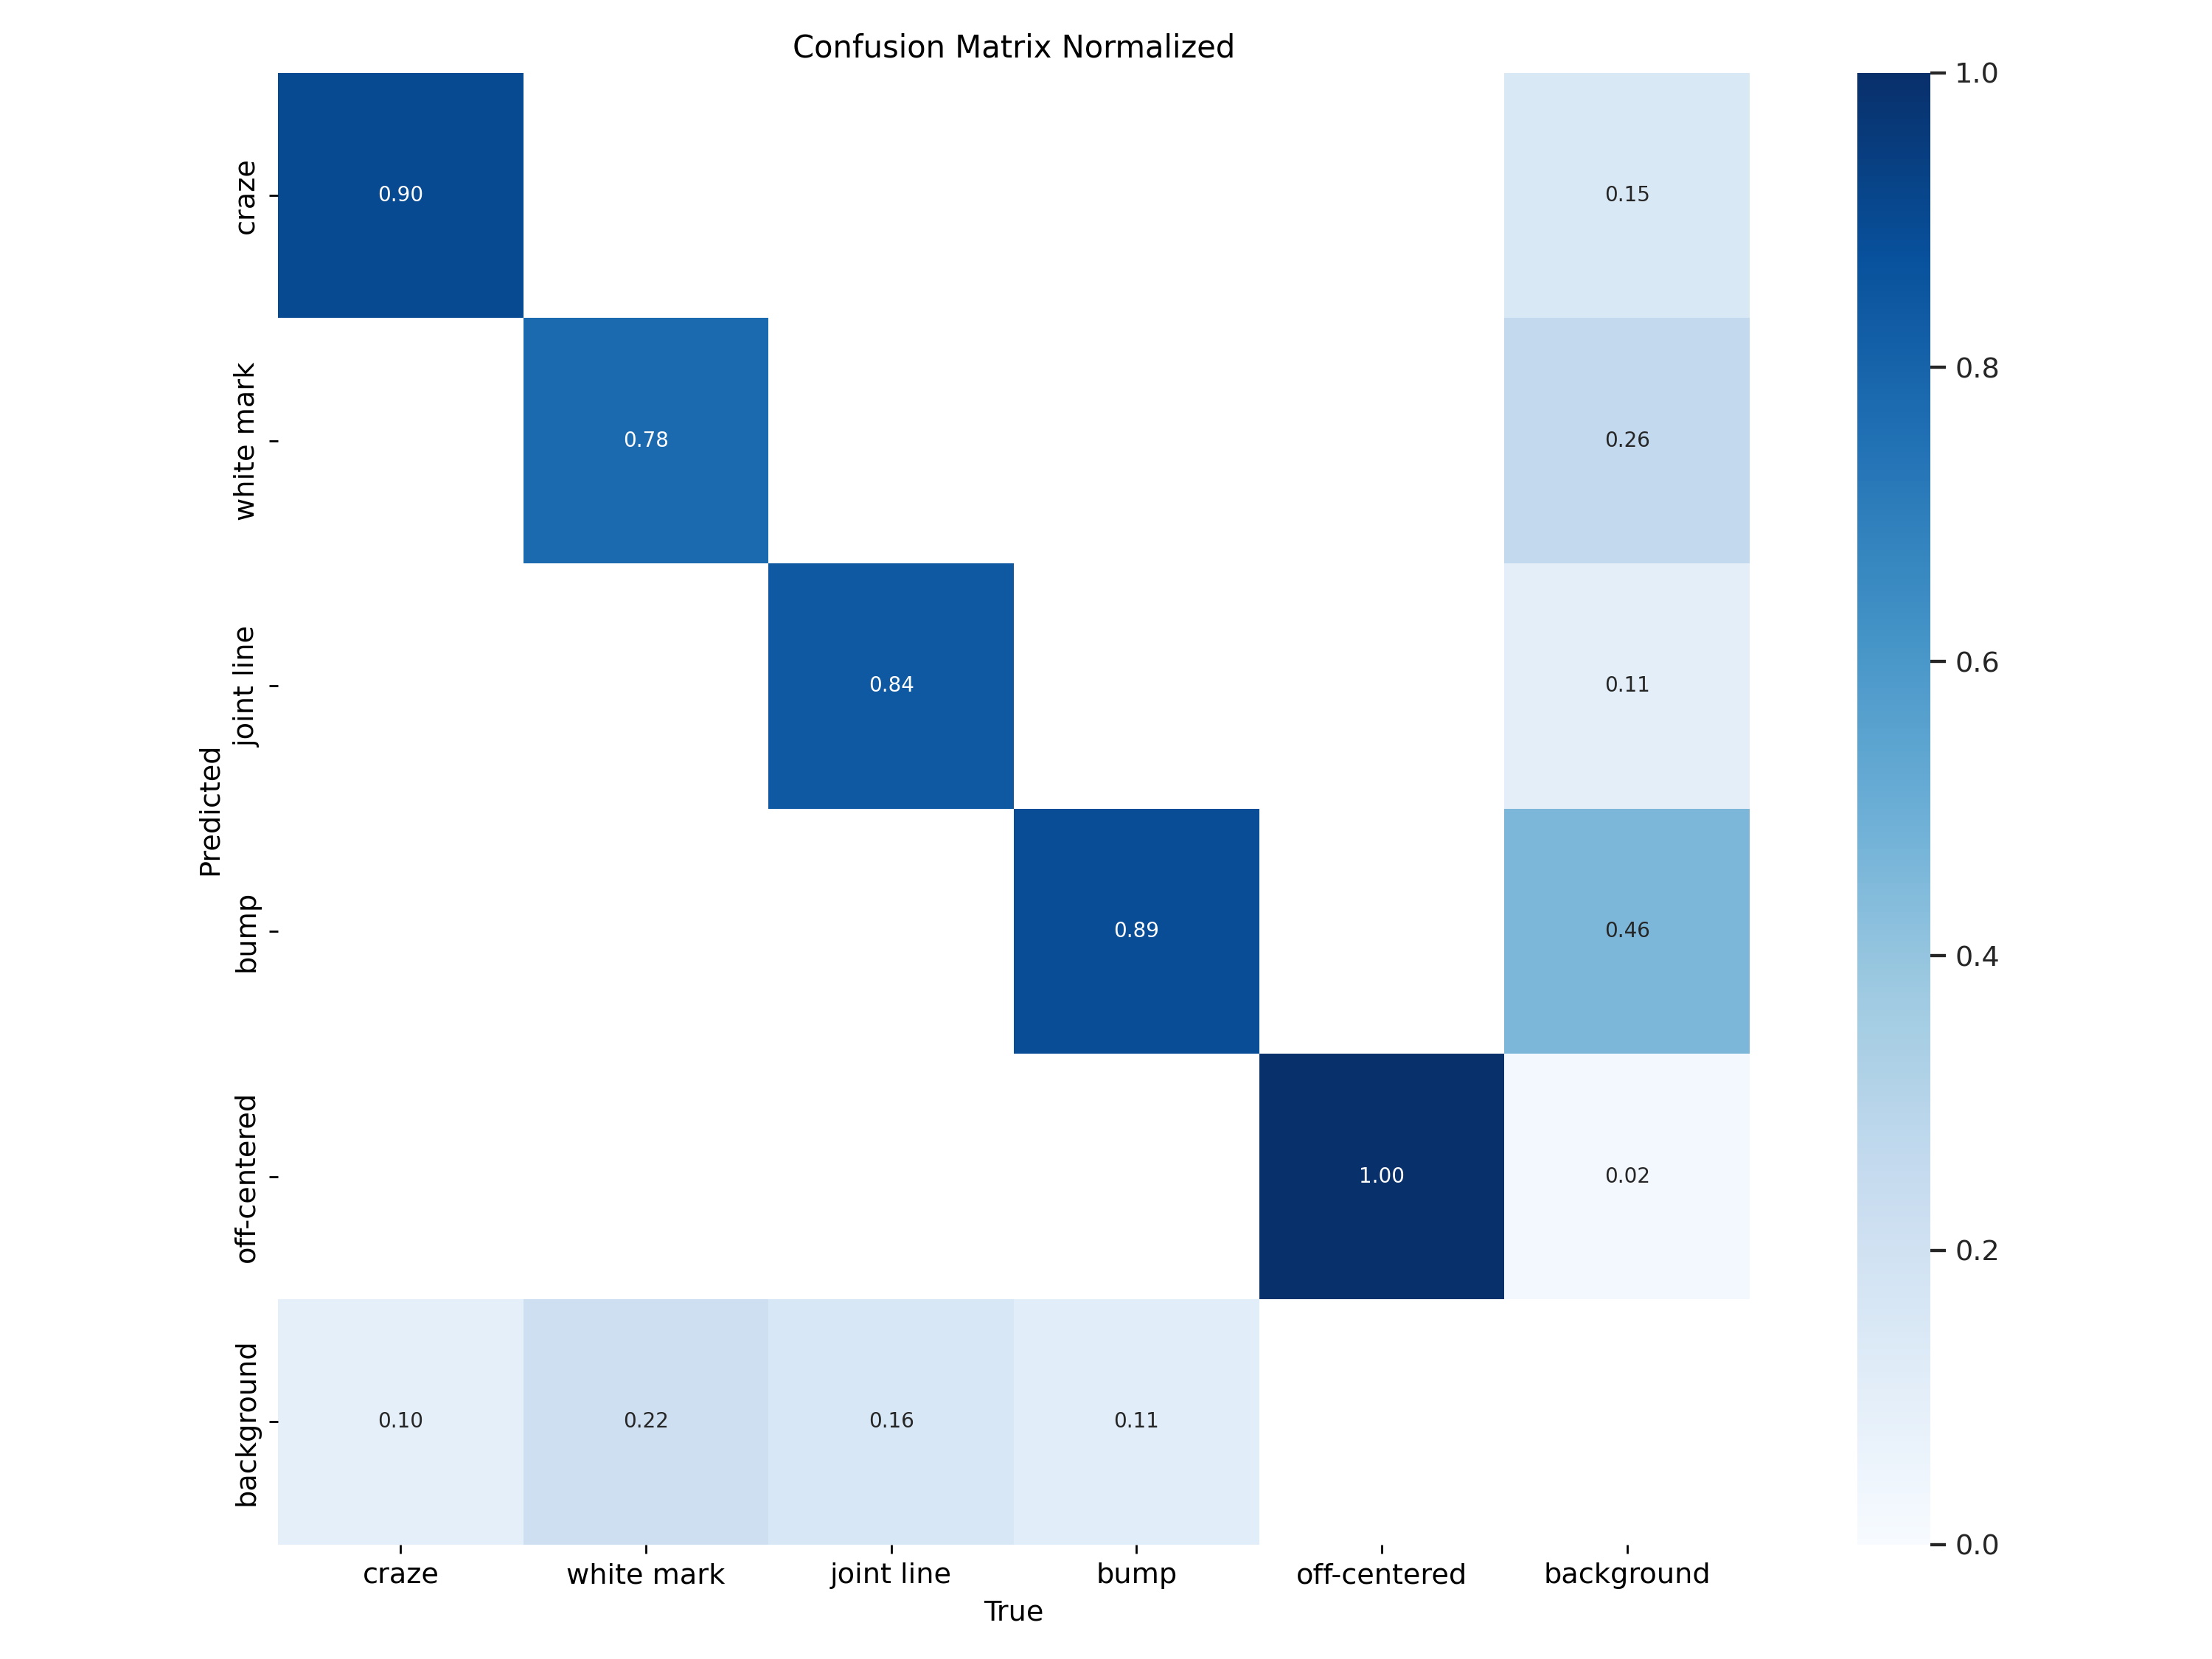 Confusion Matrix Normalized
craze
0.90
0.15
1.0
white mark
0.78
0.26
0.8
joint line
0.84
0.11
0.6
Predicted
bump
0.89
0.46
0.4
off-centered
1.00
0.02
0.2
background
0.10
0.22
0.16
0.11
0.0
craze
white mark
joint line
bump
off-centered
background
True